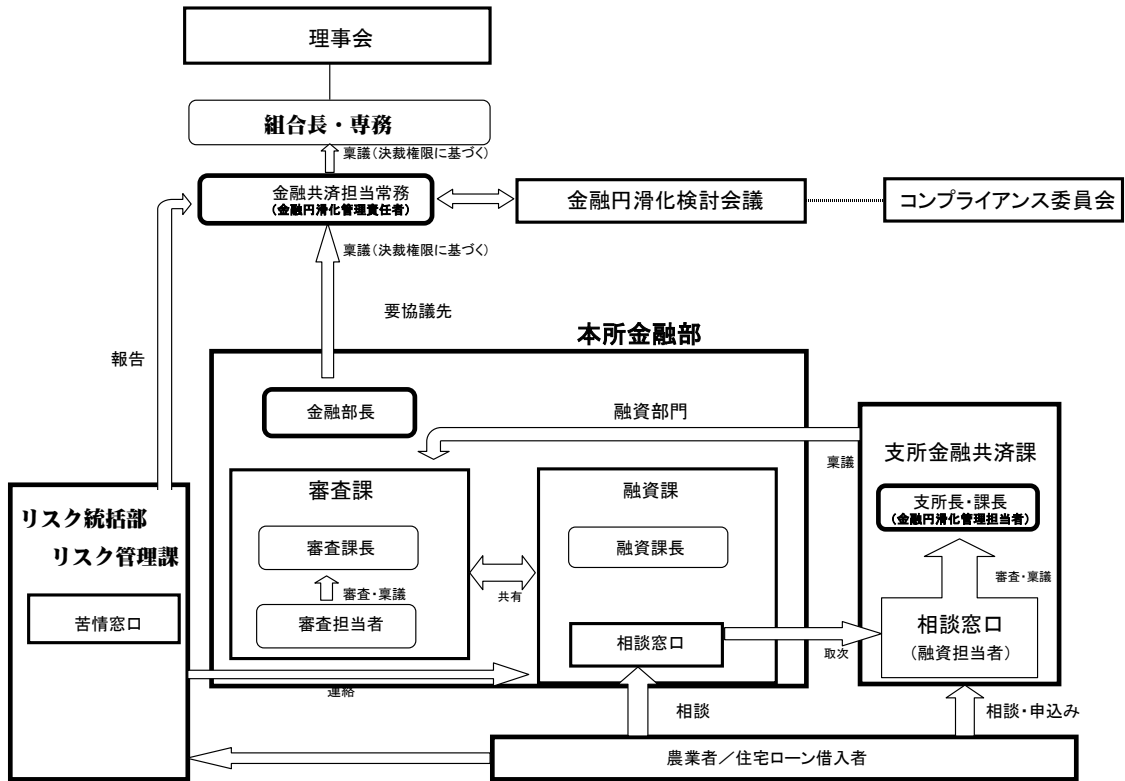 理事会
組合長・専務
稟議（決裁権限に基づく）
金融共済担当常務
（金融円滑化管理責任者）
金融円滑化検討会議
コンプライアンス委員会
稟議（決裁権限に基づく）
要協議先
本所金融部
報告
金融部長
融資部門
稟議
支所金融共済課
支所長・課長
（金融円滑化管理担当者）
審査・稟議
相談窓口
（融資担当者）
審査課
審査課長
審査・稟議
審査担当者
共有
融資課
融資課長
相談窓口
取次
リスク統括部
リスク管理課
苦情窓口
連絡
相談
相談・申込み
農業者／住宅ローン借入者